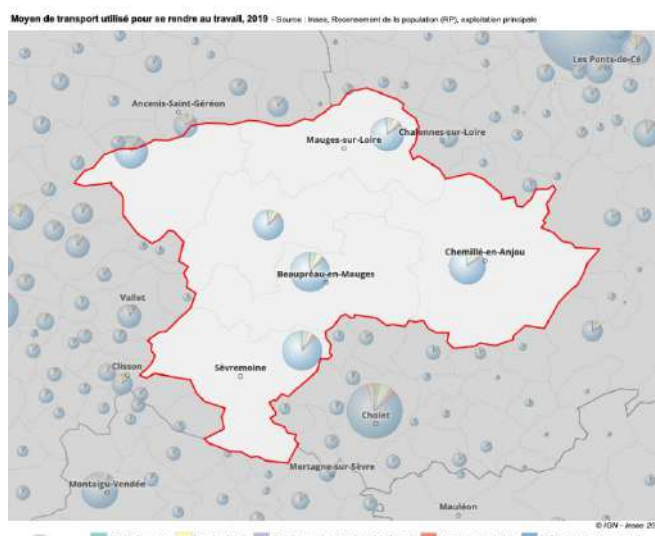 Moyen de transport utilisé pour se rendre au travail, 2019 - Source : Insee, Recensement de la population (RP), exploitation principale
Les Ponts-de-Cé
Ancenis-Saint-Géréon
Mauges-sur-Loire
Chalonnes-sur-Loire
Chemillé-en-Anjou
Beaupréau-en-Mauges
Vallet
Clisson
Sèvremoine
Cholet
Mortagne-sur-Sèvre
Montaigu-Vendée
Mauléon
© IGN - Insee 20